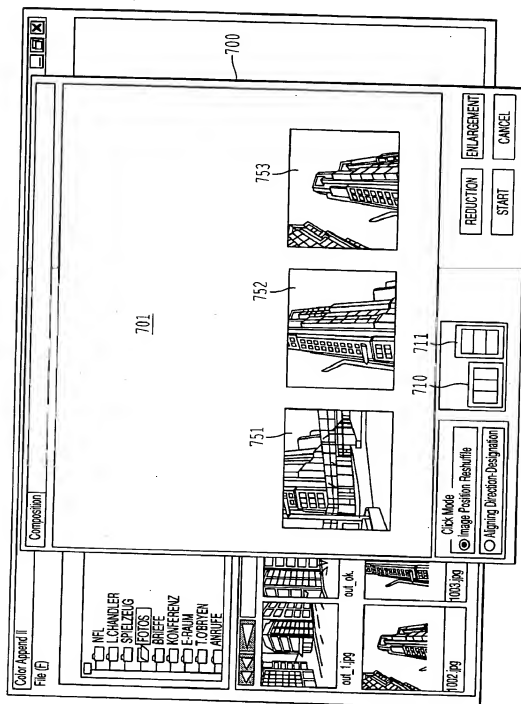 Color Append II
File (F)
NFL
L.CHANDLER
SPIELZEUG
FOTOS
BRIEFE
KONFERENZ
E-RAUM
T.OBRYEN
ANRUFE
out_1.jpg
out_ok.
1002.jpg
1003.jpg
Composition
700
701
751
752
753
Click Mode
Image Position Reshuffle
Aligning Direction-Designation
710
711
REDUCTION
ENLARGEMENT
START
CANCEL